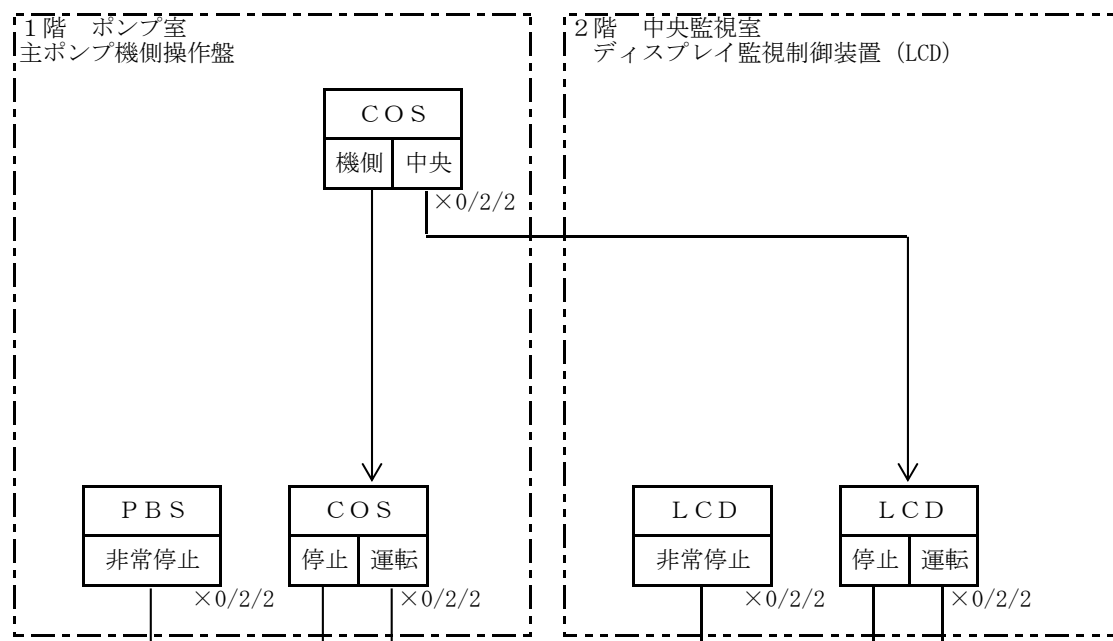 １階　ポンプ室
主ポンプ機側操作盤
２階　中央監視室
ディスプレイ監視制御装置 (LCD)
ＣＯＳ
機側 中央
×0/2/2
ＰＢＳ
非常停止
×0/2/2
ＣＯＳ
停止 運転
×0/2/2
ＬＣＤ
非常停止
×0/2/2
ＬＣＤ
停止 運転
×0/2/2